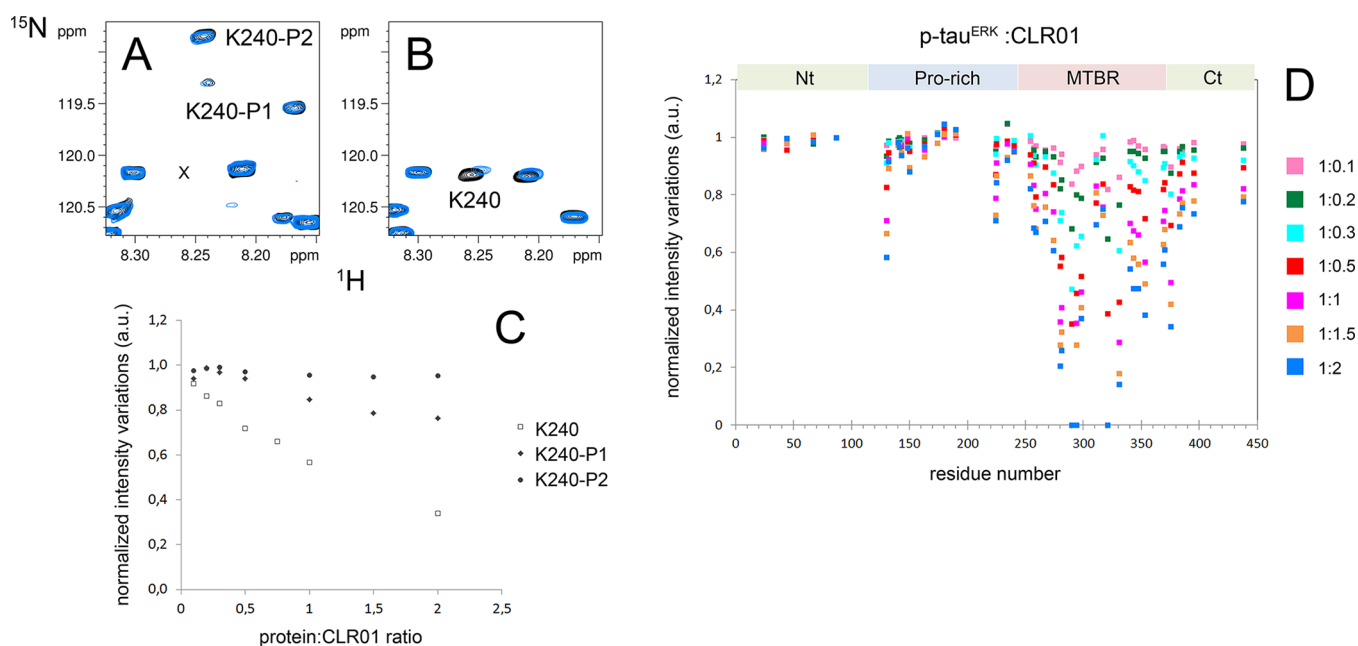 15N
ppm
A
K240-P2
K240-P1
119.5
120.0
X
120.5
8.30
8.25
8.20
ppm
ppm
B
119.5
120.0
K240
120.5
8.30
8.25
8.20
ppm
1H
C
normalized intensity variations (a.u.)
1,2
1,0
0,8
0,6
0,4
0,2
0,0
0
0,5
1
1,5
2
2,5
protein:CLR01 ratio
K240
K240-P1
K240-P2
p-tauERK :CLR01
D
Nt
Pro-rich
MTBR
Ct
normalized intensity variations (a.u.)
1,2
1
0,8
0,6
0,4
0,2
0
0
50
100
150
200
250
300
350
400
450
residue number
1:0.1
1:0.2
1:0.3
1:0.5
1:1
1:1.5
1:2